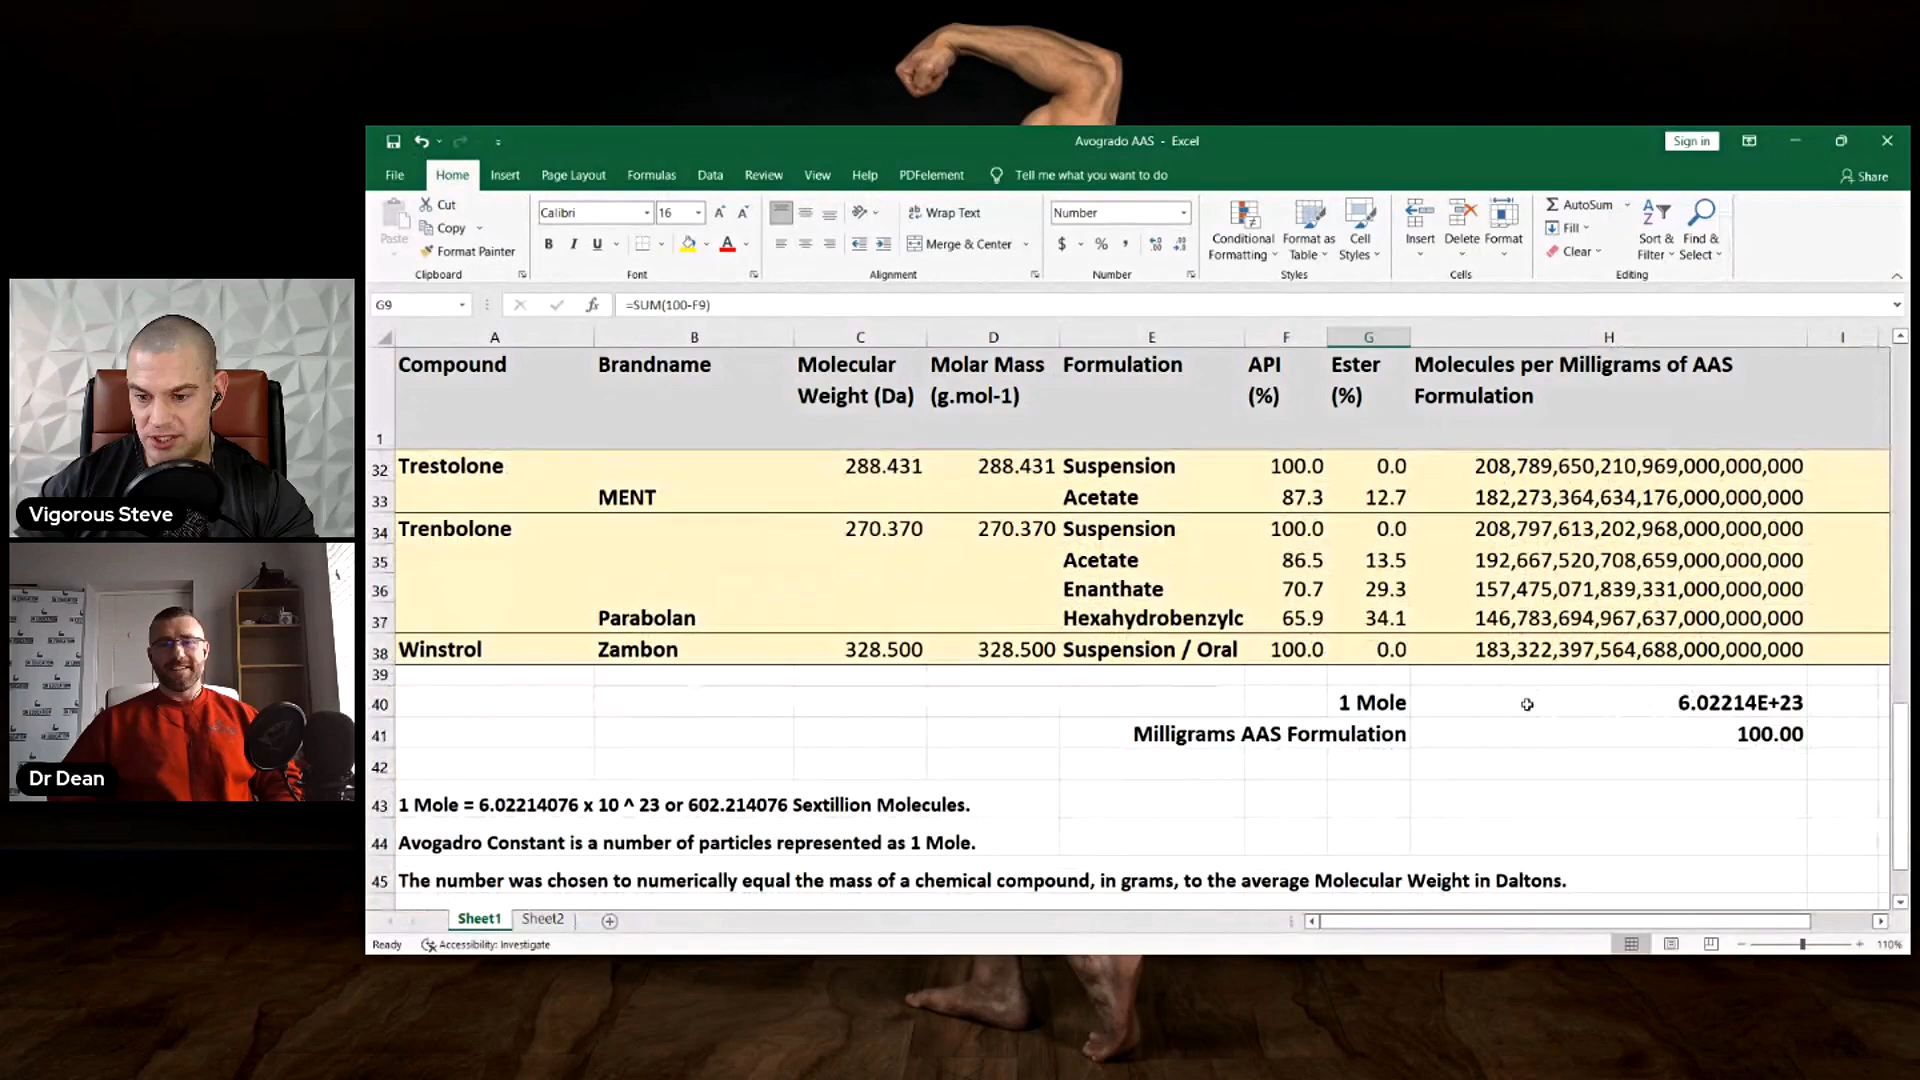 Avogrado AAS - Excel
Sign in
File Home Insert Page Layout Formulas Data Review View Help PDFelement Tell me what you want to do Share
Paste
Cut
Copy
Format Painter
Clipboard
Calibri 16
B I U A
Font
Wrap Text
Merge & Center
Alignment
Number
$ % ,
Number
Conditional Formatting
Format as Table
Cell Styles
Styles
Insert Delete Format
Cells
AutoSum
Fill
Clear
Sort & Filter
Find & Select
Editing
G9 fx =SUM(100-F9)
A B C D E F G H I
1 Compound Brandname Molecular Weight (Da) Molar Mass (g.mol-1) Formulation API (%) Ester (%) Molecules per Milligrams of AAS Formulation
32 Trestolone 288.431 288.431 Suspension 100.0 0.0 208,789,650,210,969,000,000,000
33 MENT Acetate 87.3 12.7 182,273,364,634,176,000,000,000
34 Trenbolone 270.370 270.370 Suspension 100.0 0.0 208,797,613,202,968,000,000,000
35 Acetate 86.5 13.5 192,667,520,708,659,000,000,000
36 Enanthate 70.7 29.3 157,475,071,839,331,000,000,000
37 Parabolan Hexahydrobenzylc 65.9 34.1 146,783,694,967,637,000,000,000
38 Winstrol Zambon 328.500 328.500 Suspension / Oral 100.0 0.0 183,322,397,564,688,000,000,000
39
40 1 Mole 6.02214E+23
41 Milligrams AAS Formulation 100.00
42
43 1 Mole = 6.02214076 x 10 ^ 23 or 602.214076 Sextillion Molecules.
44 Avogadro Constant is a number of particles represented as 1 Mole.
45 The number was chosen to numerically equal the mass of a chemical compound, in grams, to the average Molecular Weight in Daltons.
Sheet1 Sheet2
Ready Accessibility: Investigate 110%
Vigorous Steve
Dr Dean